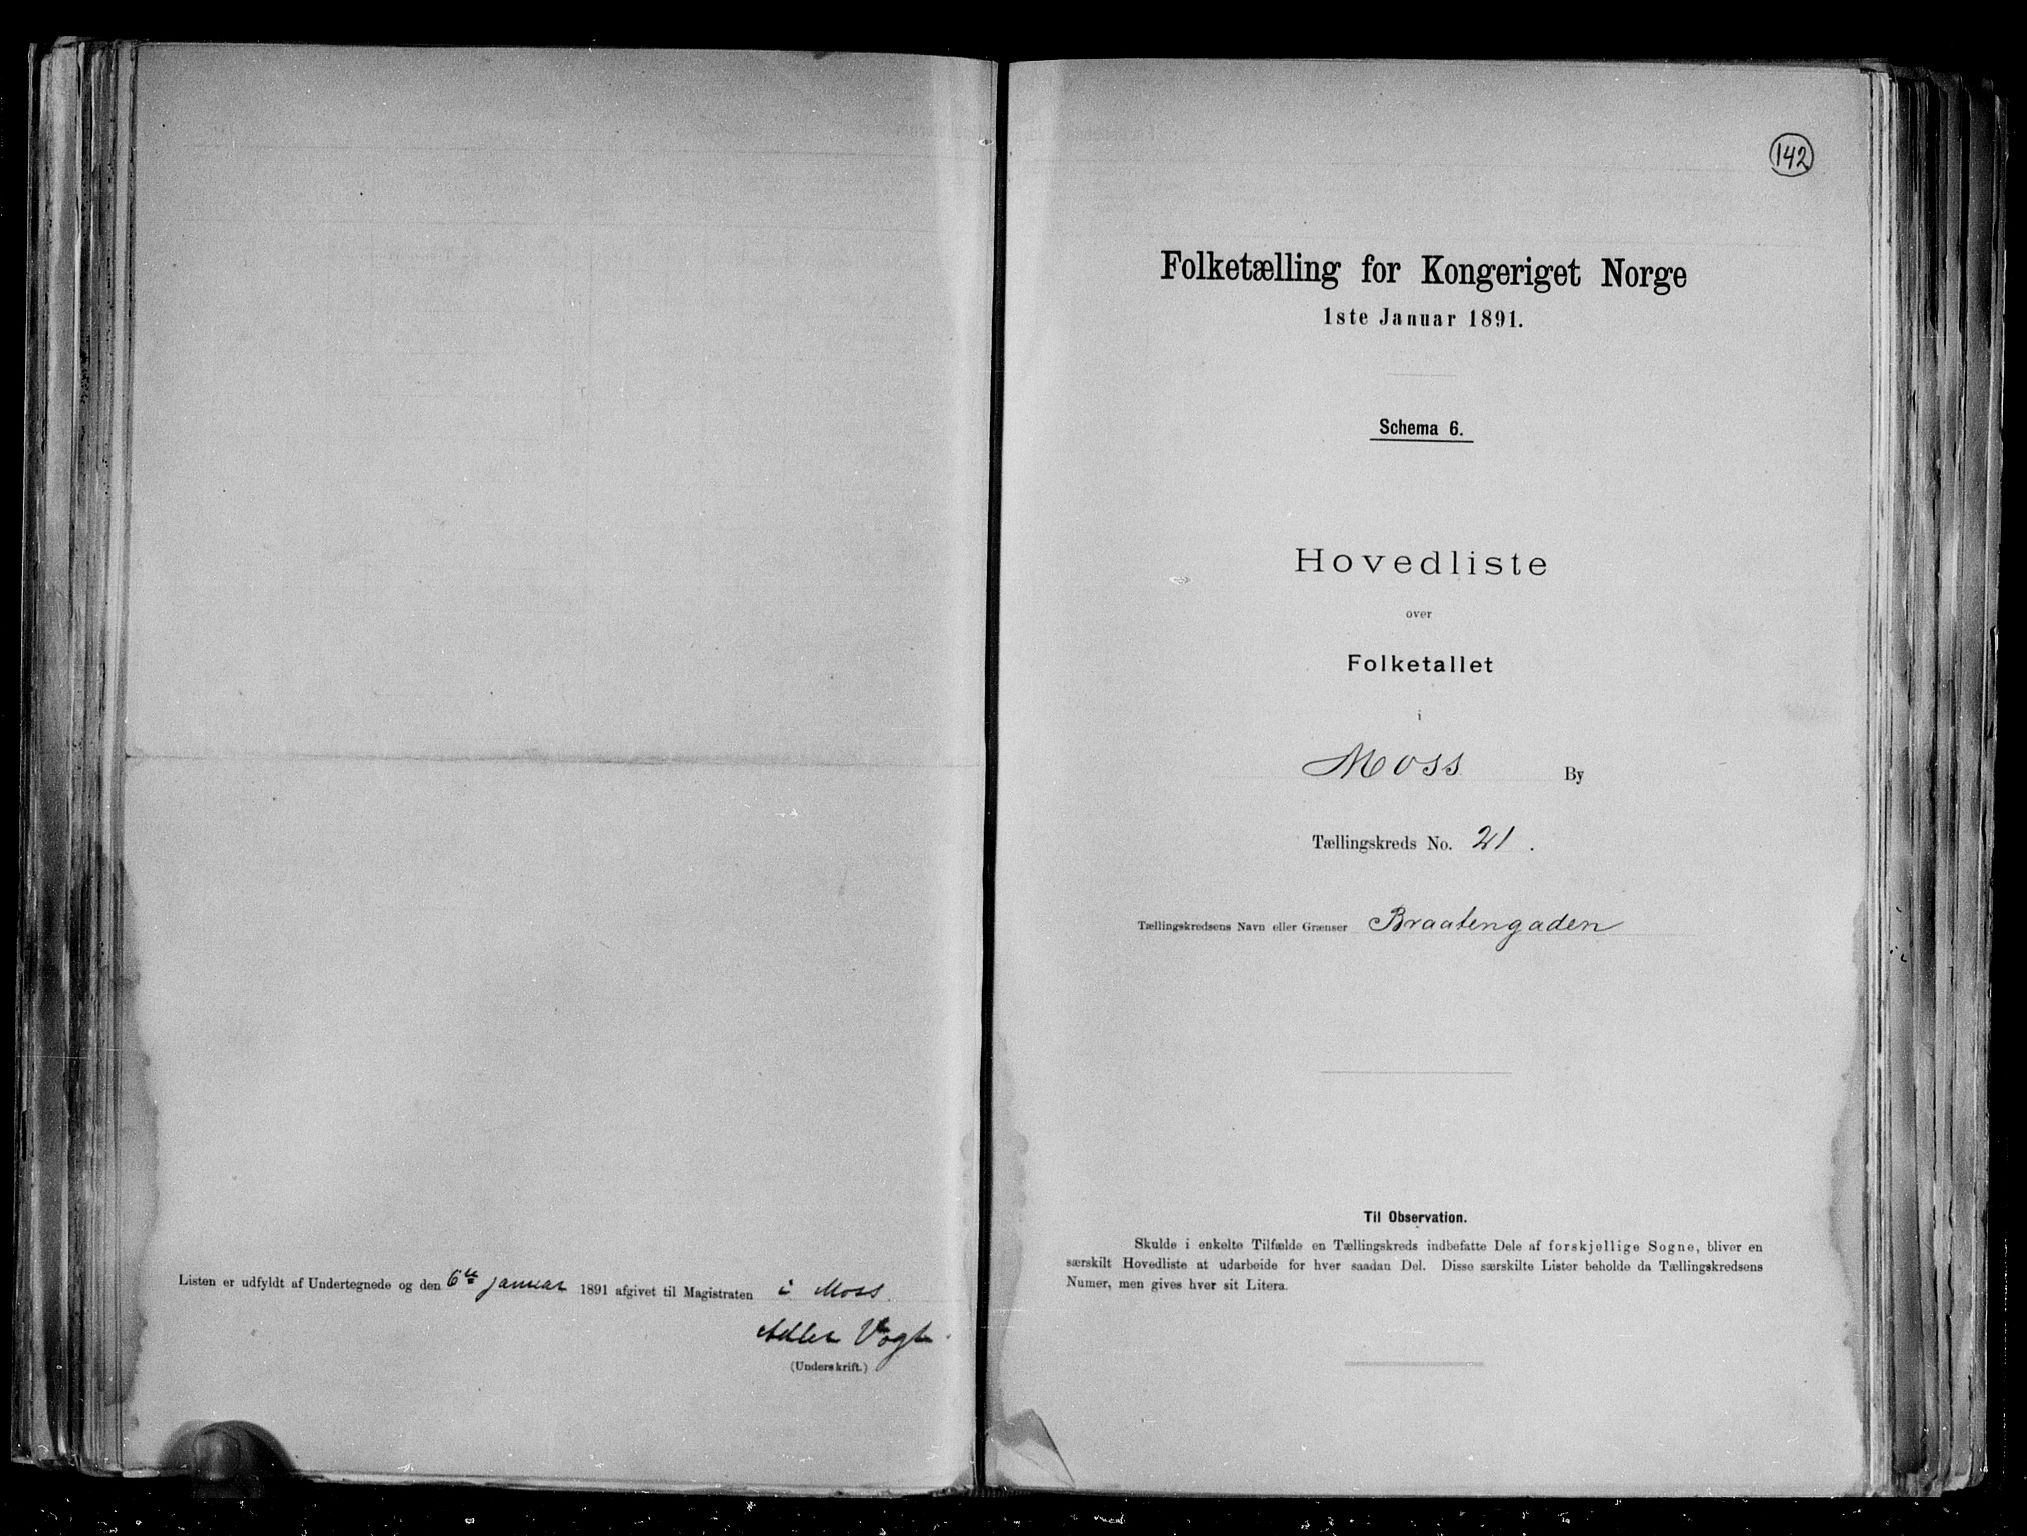 Listen er udfyldt af Undertegnede og den 6te januar 1891 afgivet til Magistraten i Moss.
Adler Vogt.
(Underskrift.)
142
Folketælling for Kongeriget Norge
1ste Januar 1891.
Schema 6.
Hovedliste
over
Folketallet
i
Moss By
Tællingskreds No. 21.
Tællingskredsens Navn eller Grænser Braatengaden
Til Observation.
Skulde i enkelte Tilfælde en Tællingskreds indbefatte Dele af forskjellige Sogne, bliver en
særskilt Hovedliste at udarbeide for hver saadan Del. Disse særskilte Lister beholde da Tællingskredsens
Numer, men gives hver sit Litera.